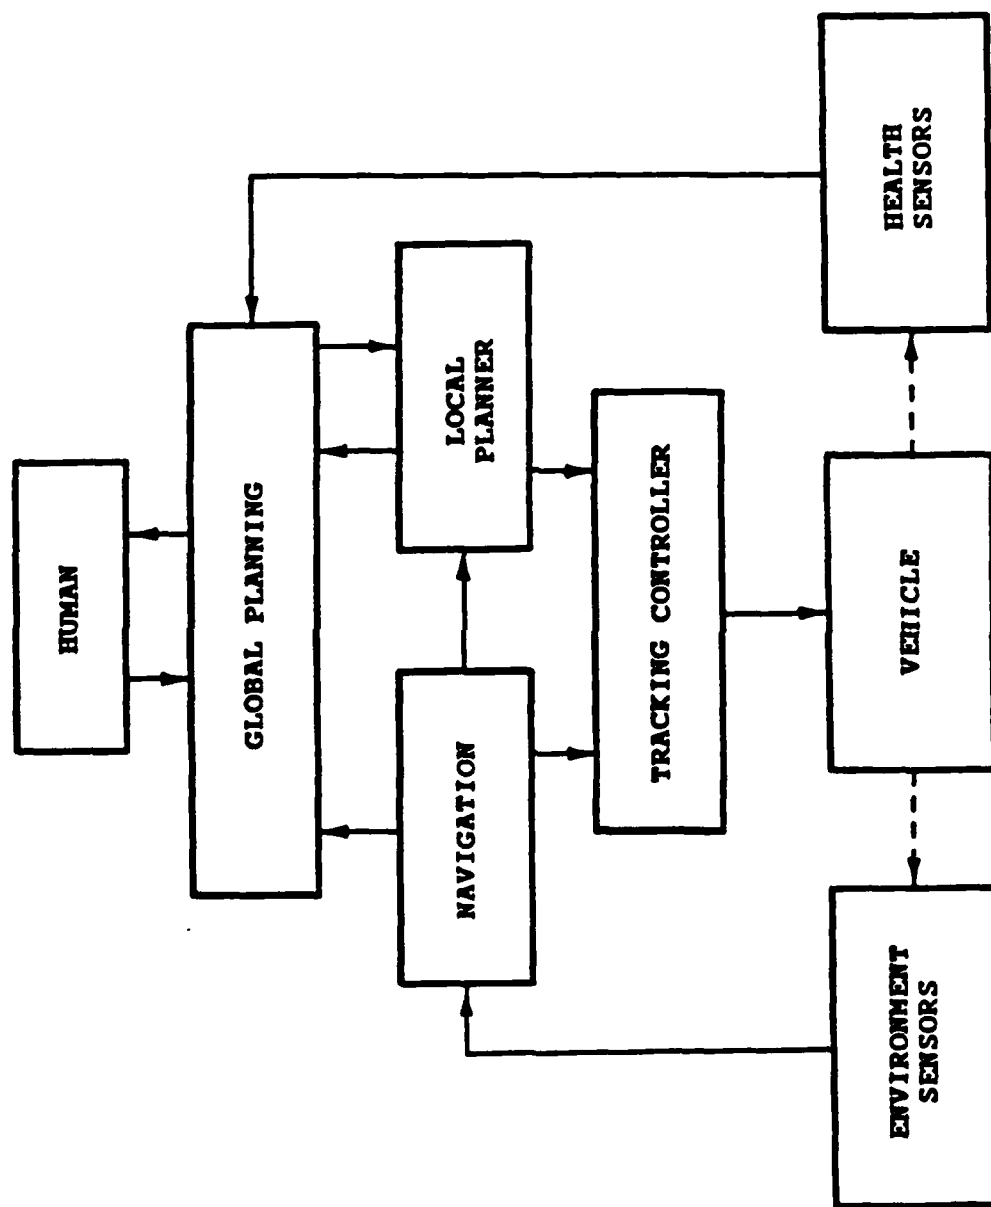 HUMAN
GLOBAL PLANNING
NAVIGATION
LOCAL
PLANNER
TRACKING CONTROLLER
ENVIRONMENT
SENSORS
VEHICLE
HEALTH
SENSORS